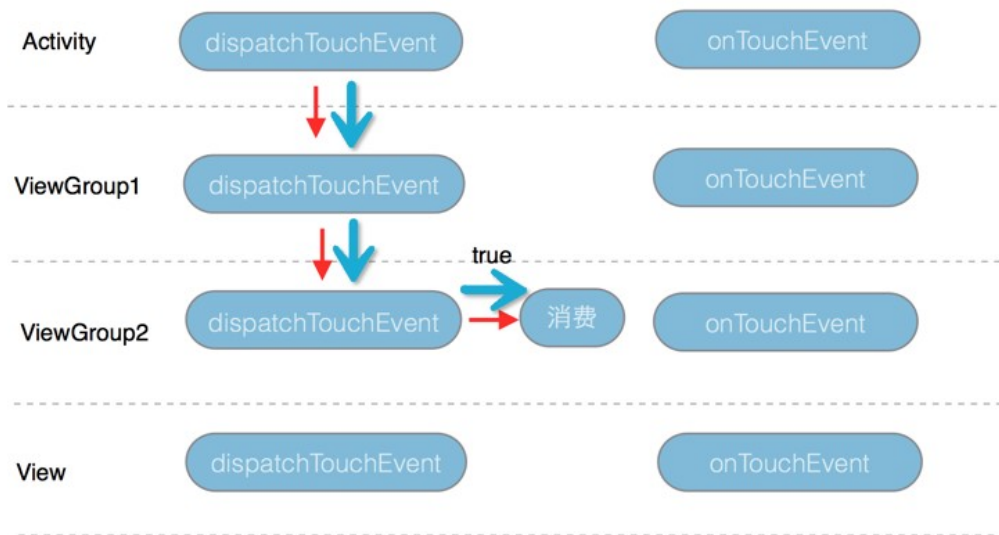 Activity
dispatchTouchEvent
onTouchEvent
ViewGroup1
dispatchTouchEvent
onTouchEvent
true
ViewGroup2
dispatchTouchEvent
消费
onTouchEvent
View
dispatchTouchEvent
onTouchEvent